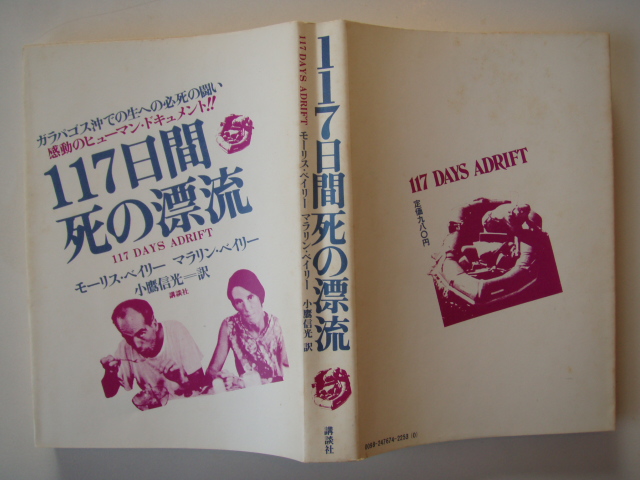 ガラパゴス沖での生への必死の闘い
感動のヒューマン・ドキュメント!!
117日間
死の漂流
117 DAYS ADRIFT
モーリス・ベイリー マラリン・ベイリー
小鷹信光＝訳
講談社
117 DAYS ADRIFT モーリス・ベイリー マラリン・ベイリー 小鷹信光 訳
117日間死の漂流
講談社
117 DAYS ADRIFT
定価九八〇円
0098-247624-2253 (0)